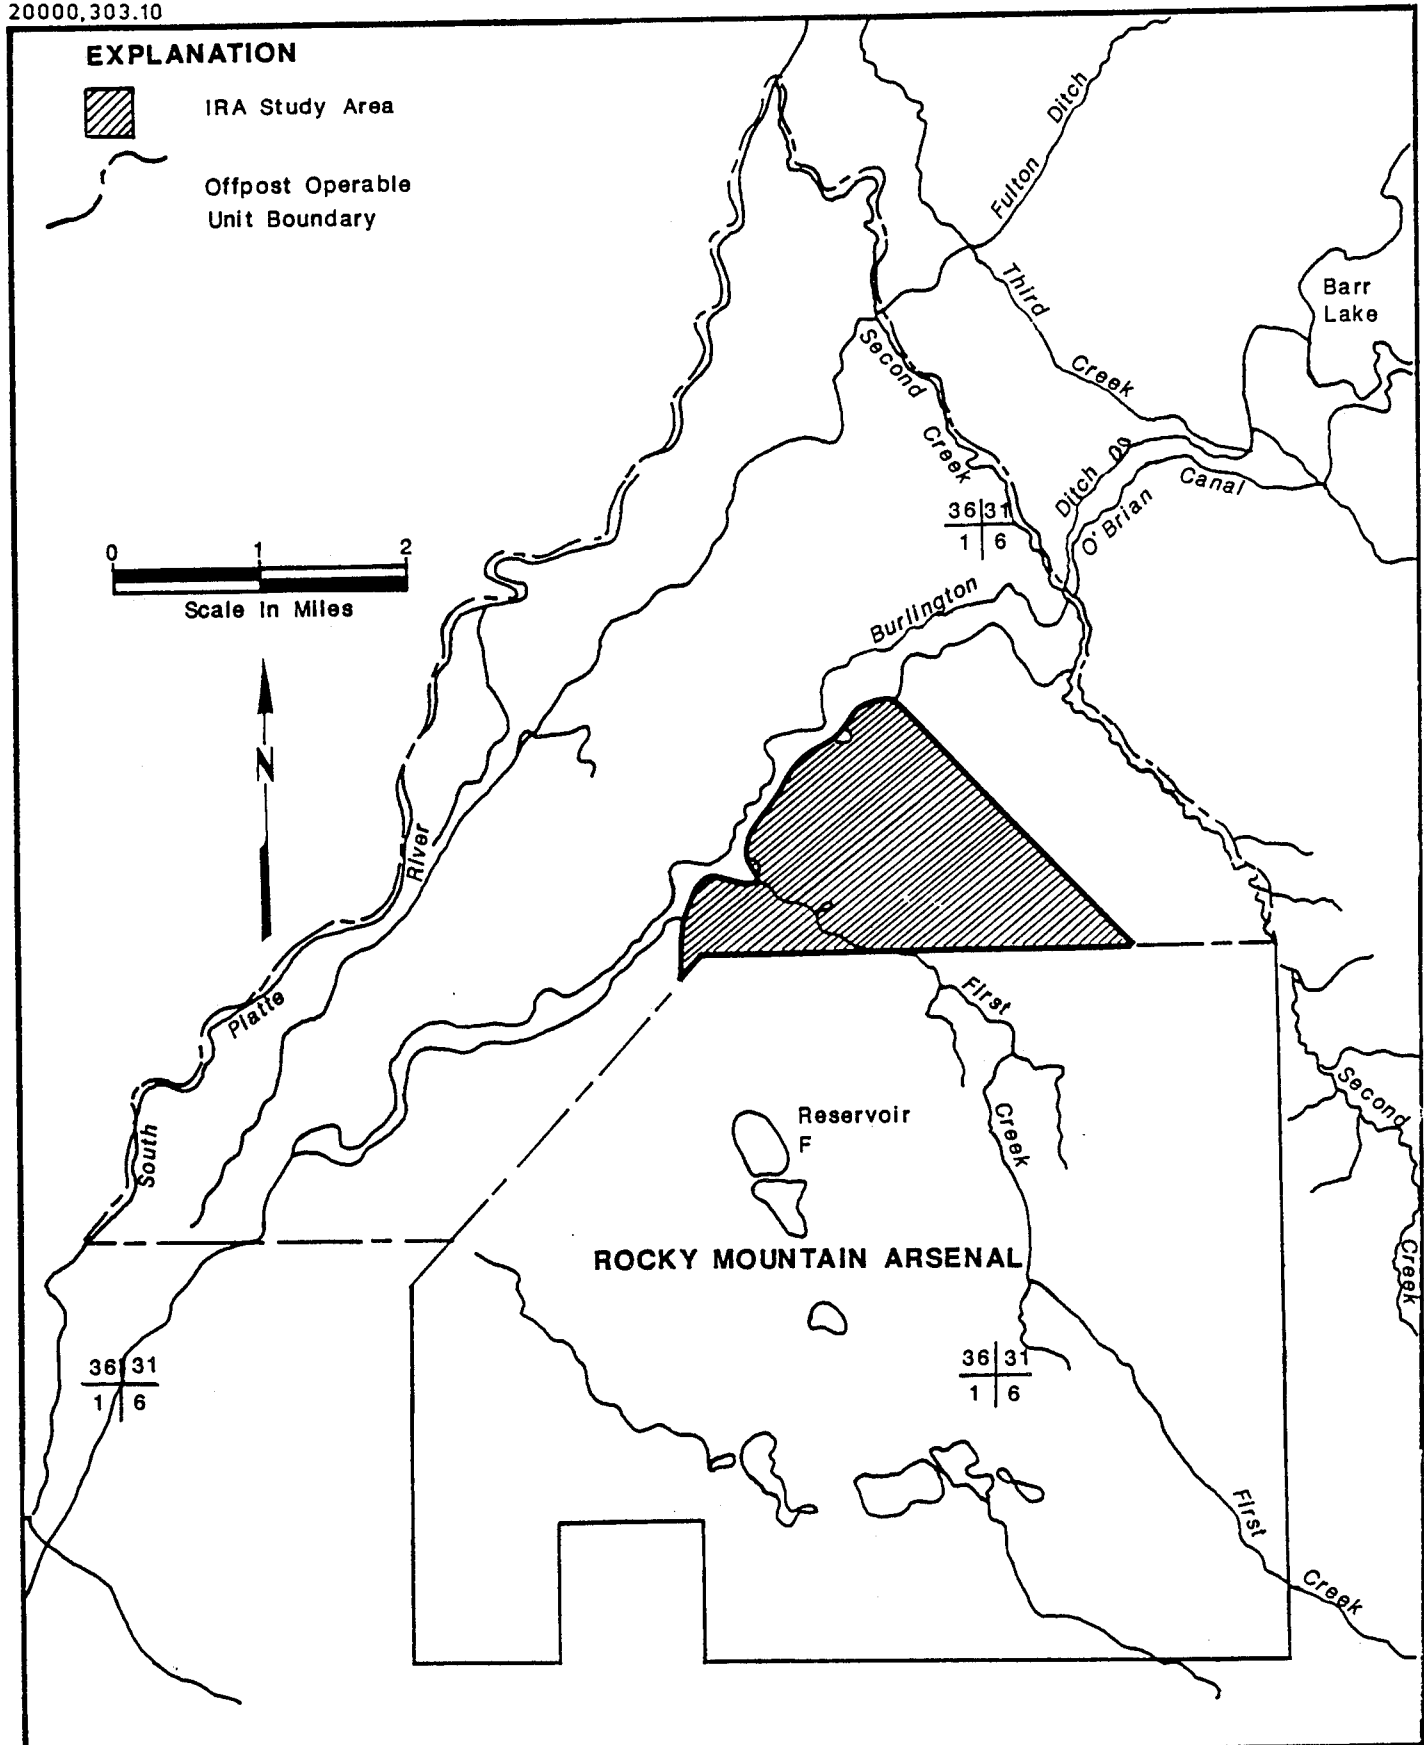 20000,303.10
EXPLANATION
IRA Study Area
Offpost Operable
Unit Boundary
Ditch
Fulton
Third
Creek
Barr
Lake
Second
Creek
Ditch
O'Brian
Canal
36 31
1 6
0 1 2
Scale In Miles
Burlington
N
River
Platte
South
First
Creek
Reservoir
F
Second
Creek
ROCKY MOUNTAIN ARSENAL
36 31
1 6
36 31
1 6
First
Creek